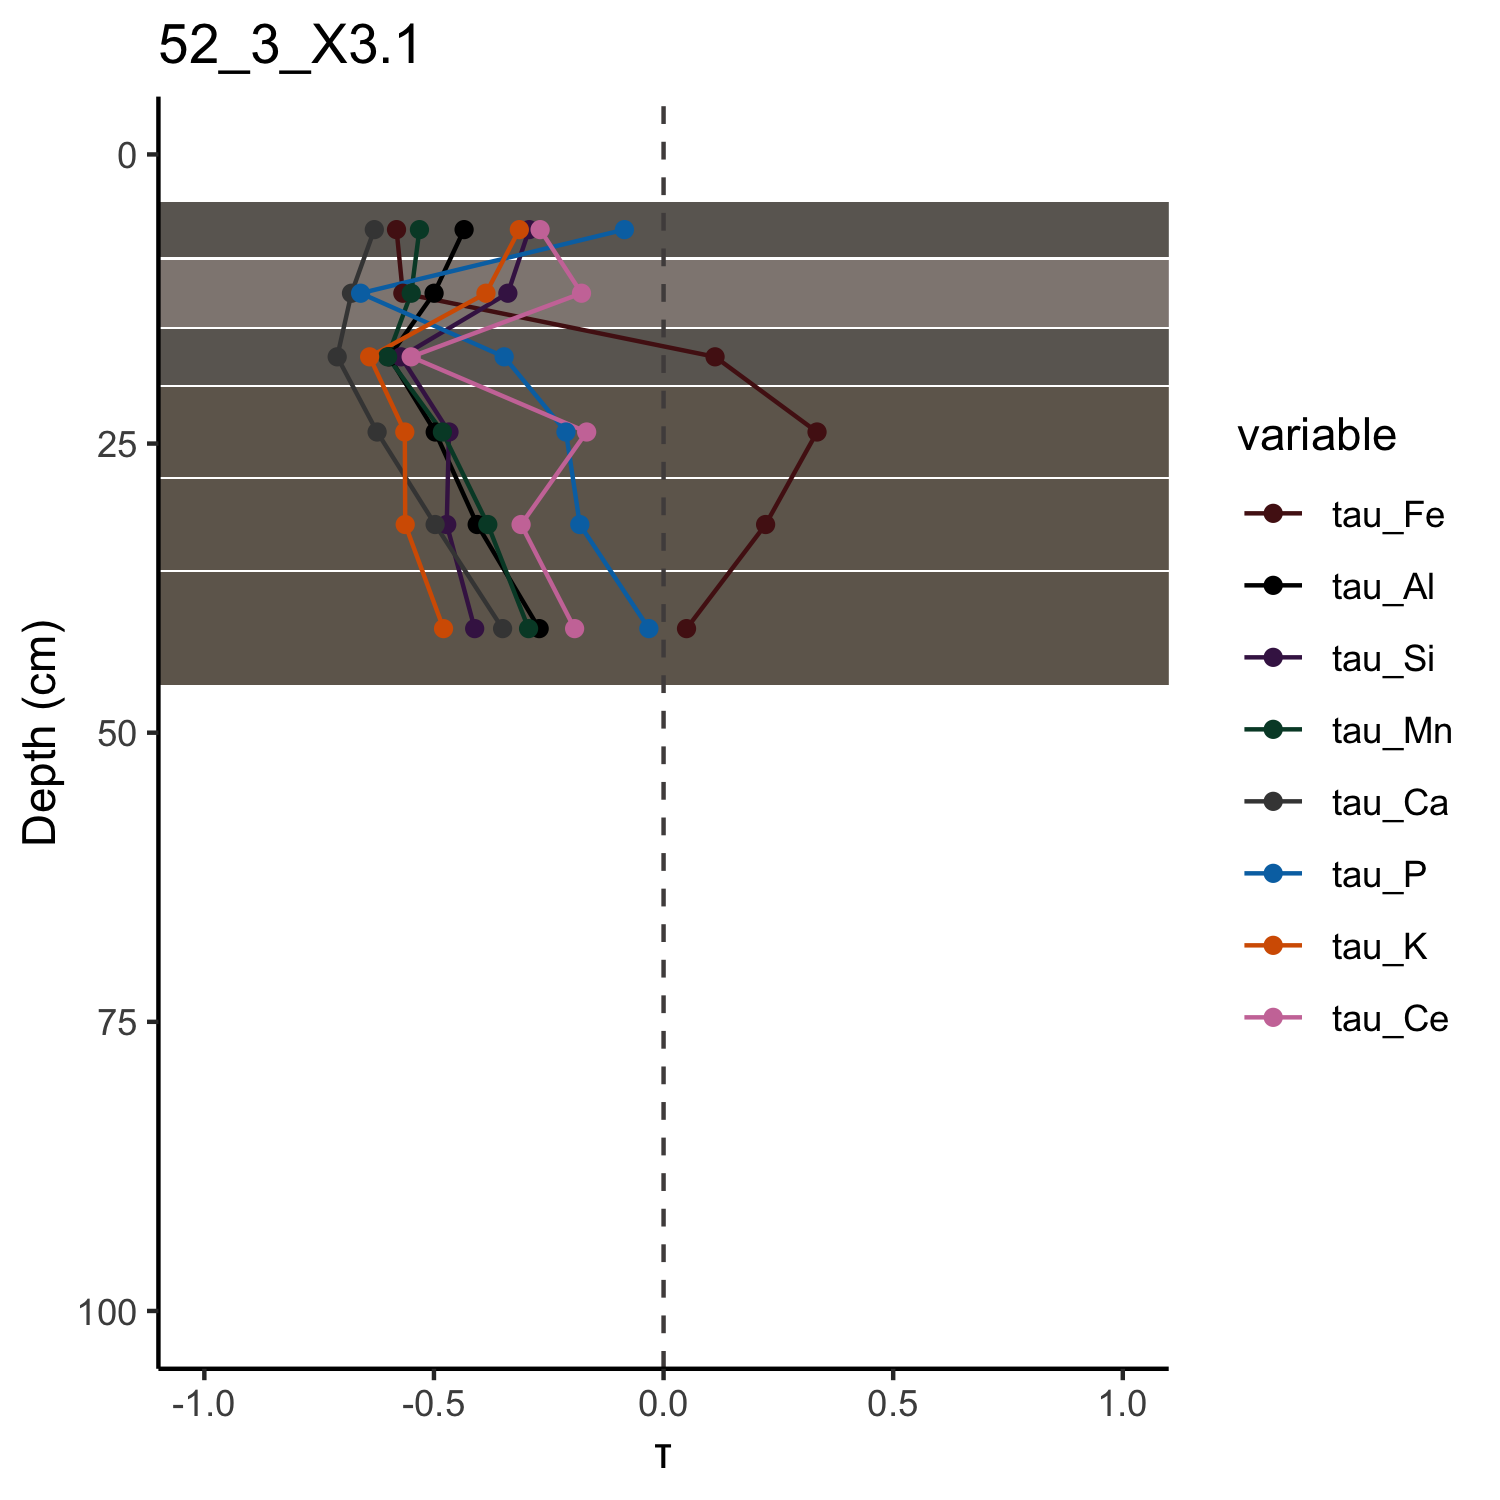 52_3_X3.1
0
25
50
75
100
Depth (cm)
-1.0
-0.5
0.0
0.5
1.0
τ
variable
tau_Fe
tau_Al
tau_Si
tau_Mn
tau_Ca
tau_P
tau_K
tau_Ce